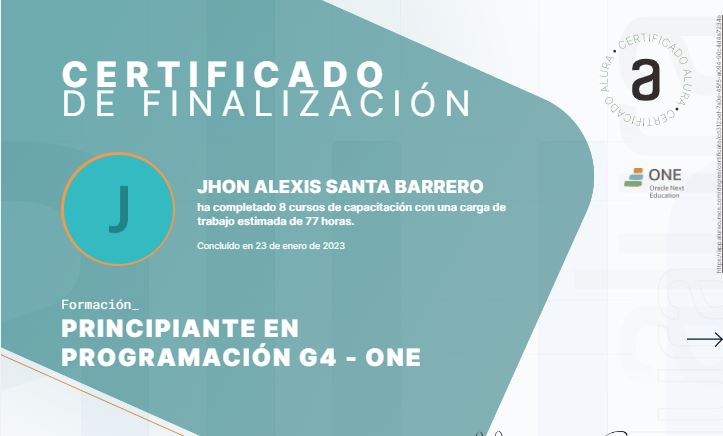 CERTIFICADO
DE FINALIZACIÓN
CERTIFICADO ALURA • CERTIFICADO ALURA •
a
J
JHON ALEXIS SANTA BARRERO
ha completado 8 cursos de capacitación con una carga de
trabajo estimada de 77 horas.
Concluído en 23 de enero de 2023
ONE
Oracle Next
Education
Formación_
PRINCIPIANTE EN
PROGRAMACIÓN G4 - ONE